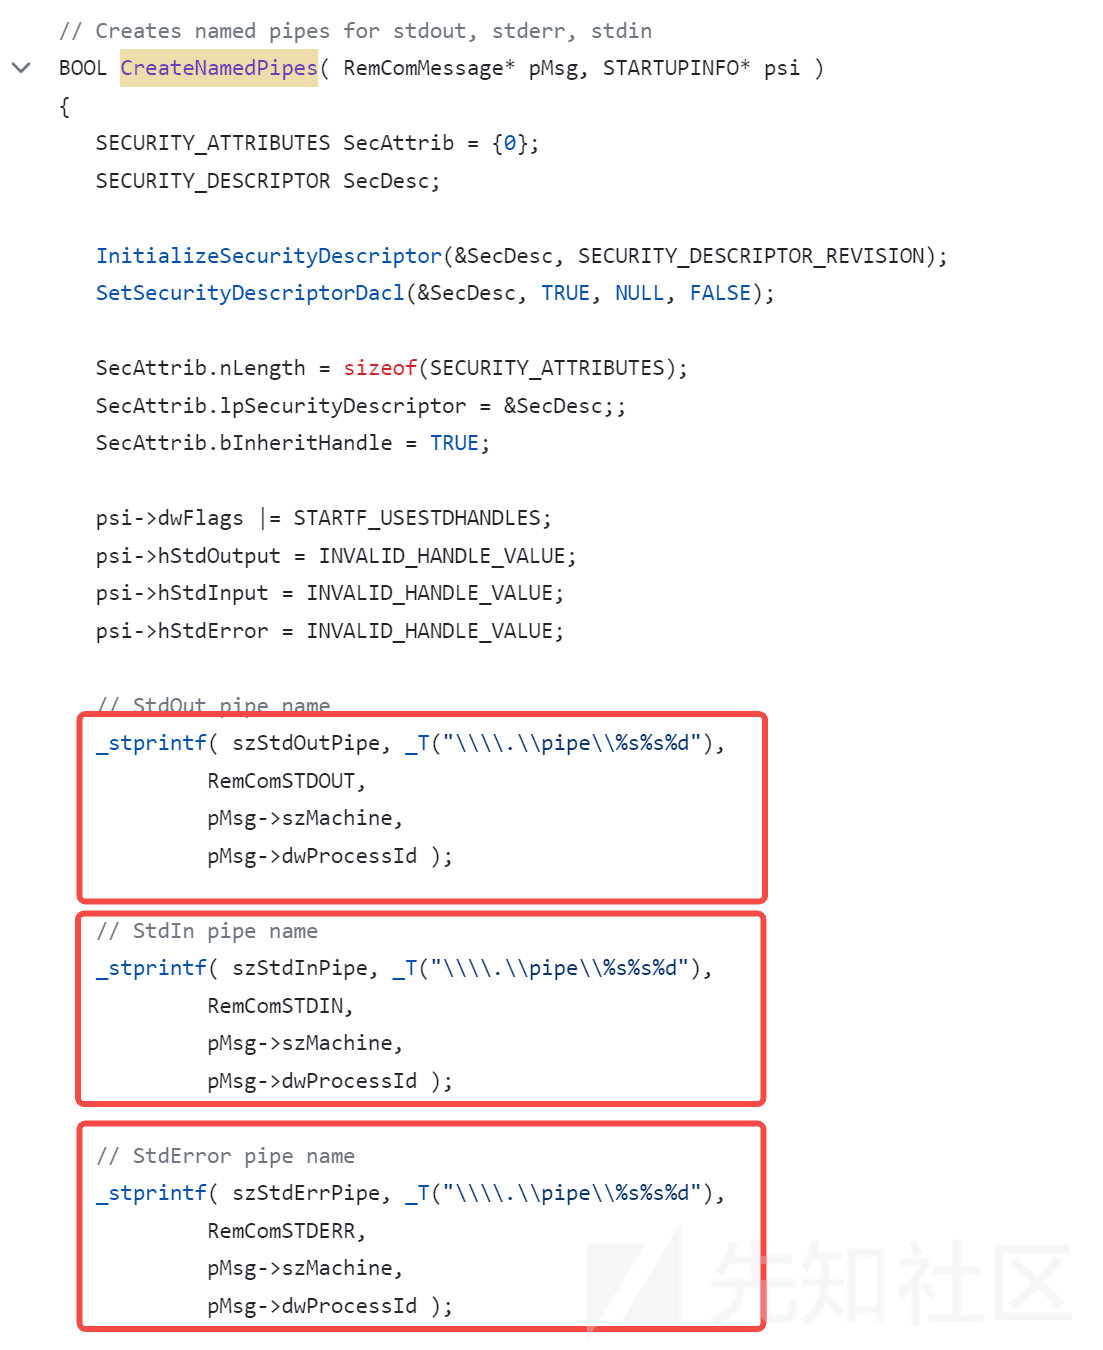 // Creates named pipes for stdout, stderr, stdin
BOOL CreateNamedPipes( RemComMessage* pMsg, STARTUPINFO* psi )
{
   SECURITY_ATTRIBUTES SecAttrib = {0};
   SECURITY_DESCRIPTOR SecDesc;

   InitializeSecurityDescriptor(&SecDesc, SECURITY_DESCRIPTOR_REVISION);
   SetSecurityDescriptorDacl(&SecDesc, TRUE, NULL, FALSE);

   SecAttrib.nLength = sizeof(SECURITY_ATTRIBUTES);
   SecAttrib.lpSecurityDescriptor = &SecDesc;;
   SecAttrib.bInheritHandle = TRUE;

   psi->dwFlags |= STARTF_USESTDHANDLES;
   psi->hStdOutput = INVALID_HANDLE_VALUE;
   psi->hStdInput = INVALID_HANDLE_VALUE;
   psi->hStdError = INVALID_HANDLE_VALUE;

   // StdOut pipe name
   _stprintf( szStdOutPipe, _T("\\\\.\\pipe\\%s%s%d"),
            RemComSTDOUT,
            pMsg->szMachine,
            pMsg->dwProcessId );

   // StdIn pipe name
   _stprintf( szStdInPipe, _T("\\\\.\\pipe\\%s%s%d"),
            RemComSTDIN,
            pMsg->szMachine,
            pMsg->dwProcessId );

   // StdError pipe name
   _stprintf( szStdErrPipe, _T("\\\\.\\pipe\\%s%s%d"),
            RemComSTDERR,
            pMsg->szMachine,
            pMsg->dwProcessId );
先知社区